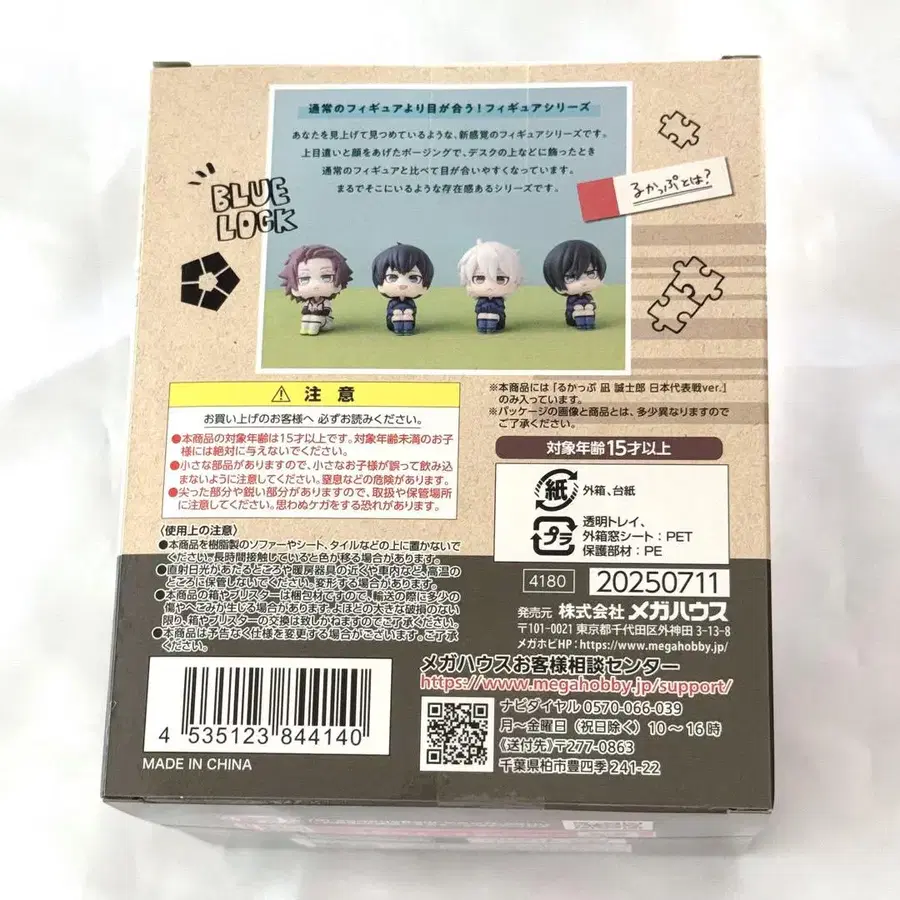 通常のフィギュアより目が合う!フィギュアシリーズ
あなたを見上げて見つめているような、新感覚のフィギュアシリーズです。
上目遣いと顔をあげたポージングで、デスクの上などに飾ったとき
通常のフィギュアと比べて目が合いやすくなっています。
まるでそこにいるような存在感あるシリーズです。
るかっぷとは?
BLUE
LOCK
⚠ 注意
お買い上げのお客様へ 必ずお読みください。
●本商品の対象年齢は15才以上です。対象年齢未満のお子
様には絶対に与えないでください。
●小さな部品がありますので、小さなお子様が誤って飲み込
まないように注意してください。窒息などの危険があります。
●尖った部分や鋭い部分がありますので、取扱や保管場所
に注意してください。思わぬケガをする恐れがあります。
〈使用上の注意〉
●本商品を樹脂製のソファーやシート、タイルなどの上に置かないで
ください。長時間接触していると色が移る場合があります。
●直射日光があたるところや暖房器具の近くや車内など、高温の
ところに保管しないでください。変形する場合があります。
●本商品の箱やブリスターは梱包材ですので、輸送の際に多少の
傷やへこみが生じる場合があります。よほどの大きな破損のない
限り、箱やブリスターの交換は致しかねますのでご了承ください。
●本商品は予告なく仕様を変更する場合がございます。ご了承
ください。
4 535123 844140
MADE IN CHINA
※本商品には「るかっぷ 凪 誠士郎 日本代表戦ver.」
のみ入っています。
※パッケージの画像と商品とは、多少異なりますので
ご了承ください。
対象年齢15才以上
紙 外箱、台紙
プラ 透明トレイ、
外箱窓シート:PET
保護部材:PE
4180 20250711
発売元 株式会社 メガハウス
〒101-0021 東京都千代田区外神田 3-13-8
メガホビHP:https://www.megahobby.jp/
メガハウスお客様相談センター
https://www.megahobby.jp/support/
ナビダイヤル 0570-066-039
月〜金曜日(祝日除く)10〜16時
《送付先》〒277-0863
千葉県柏市豊四季 241-22